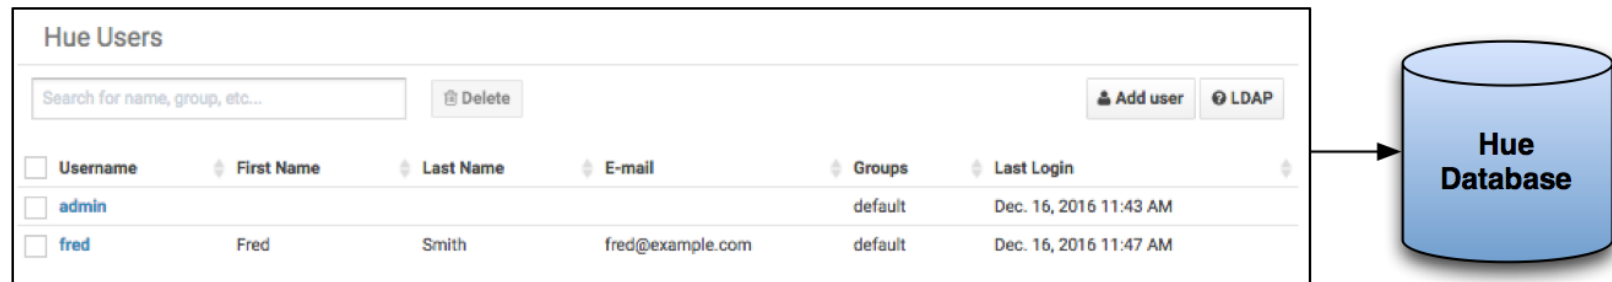 Hue Users
Search for name, group, etc...
Delete
Add user
LDAP
Username First Name Last Name E-mail Groups Last Login
admin default Dec. 16, 2016 11:43 AM
fred Fred Smith fred@example.com default Dec. 16, 2016 11:47 AM
Hue
Database